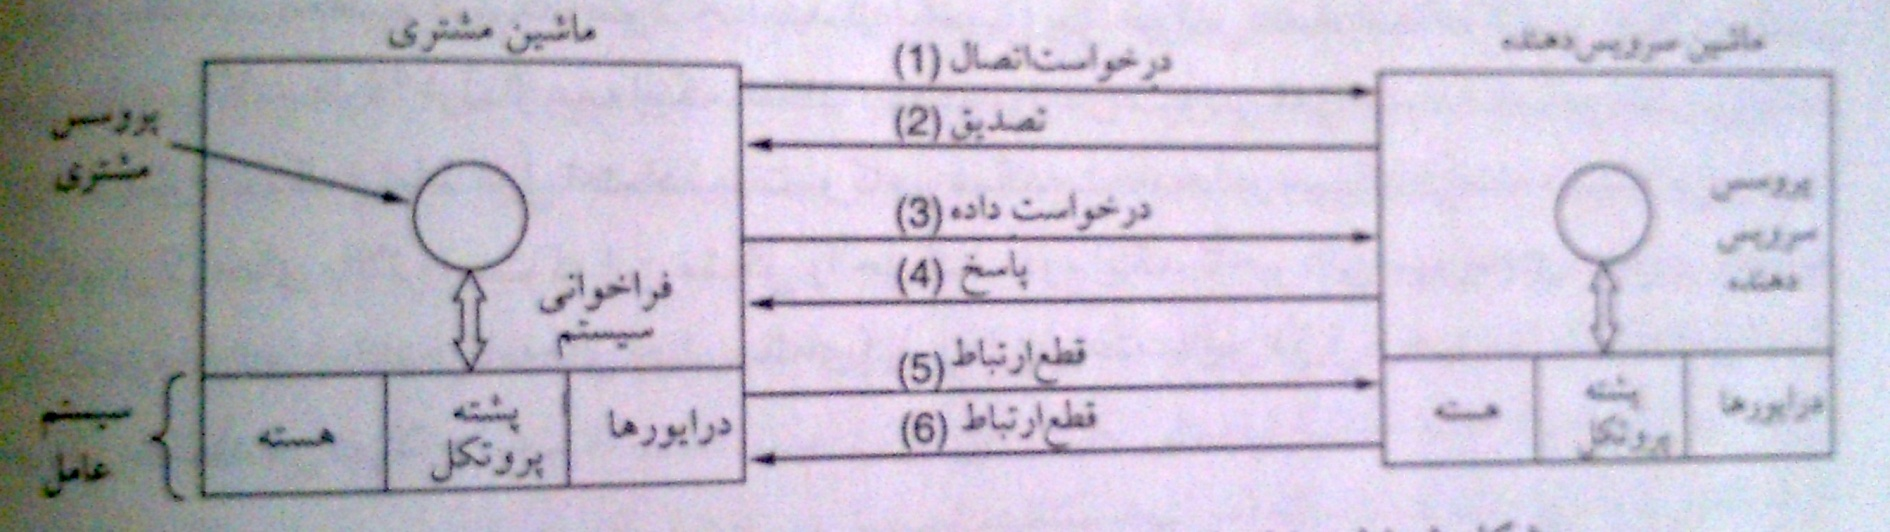 ماشین مشتری
ماشین سرویس‌دهنده
(1) درخواست‌اتصال
(2) تصدیق
(3) درخواست داده
(4) پاسخ
(5) قطع‌ارتباط
(6) قطع‌ارتباط
پروسس
مشتری
فراخوانی
سیستم
پروسس
سرویس
دهنده
سیستم
عامل
هسته
پشته
پروتکل
درایورها
هسته
پشته
پروتکل
درایورها